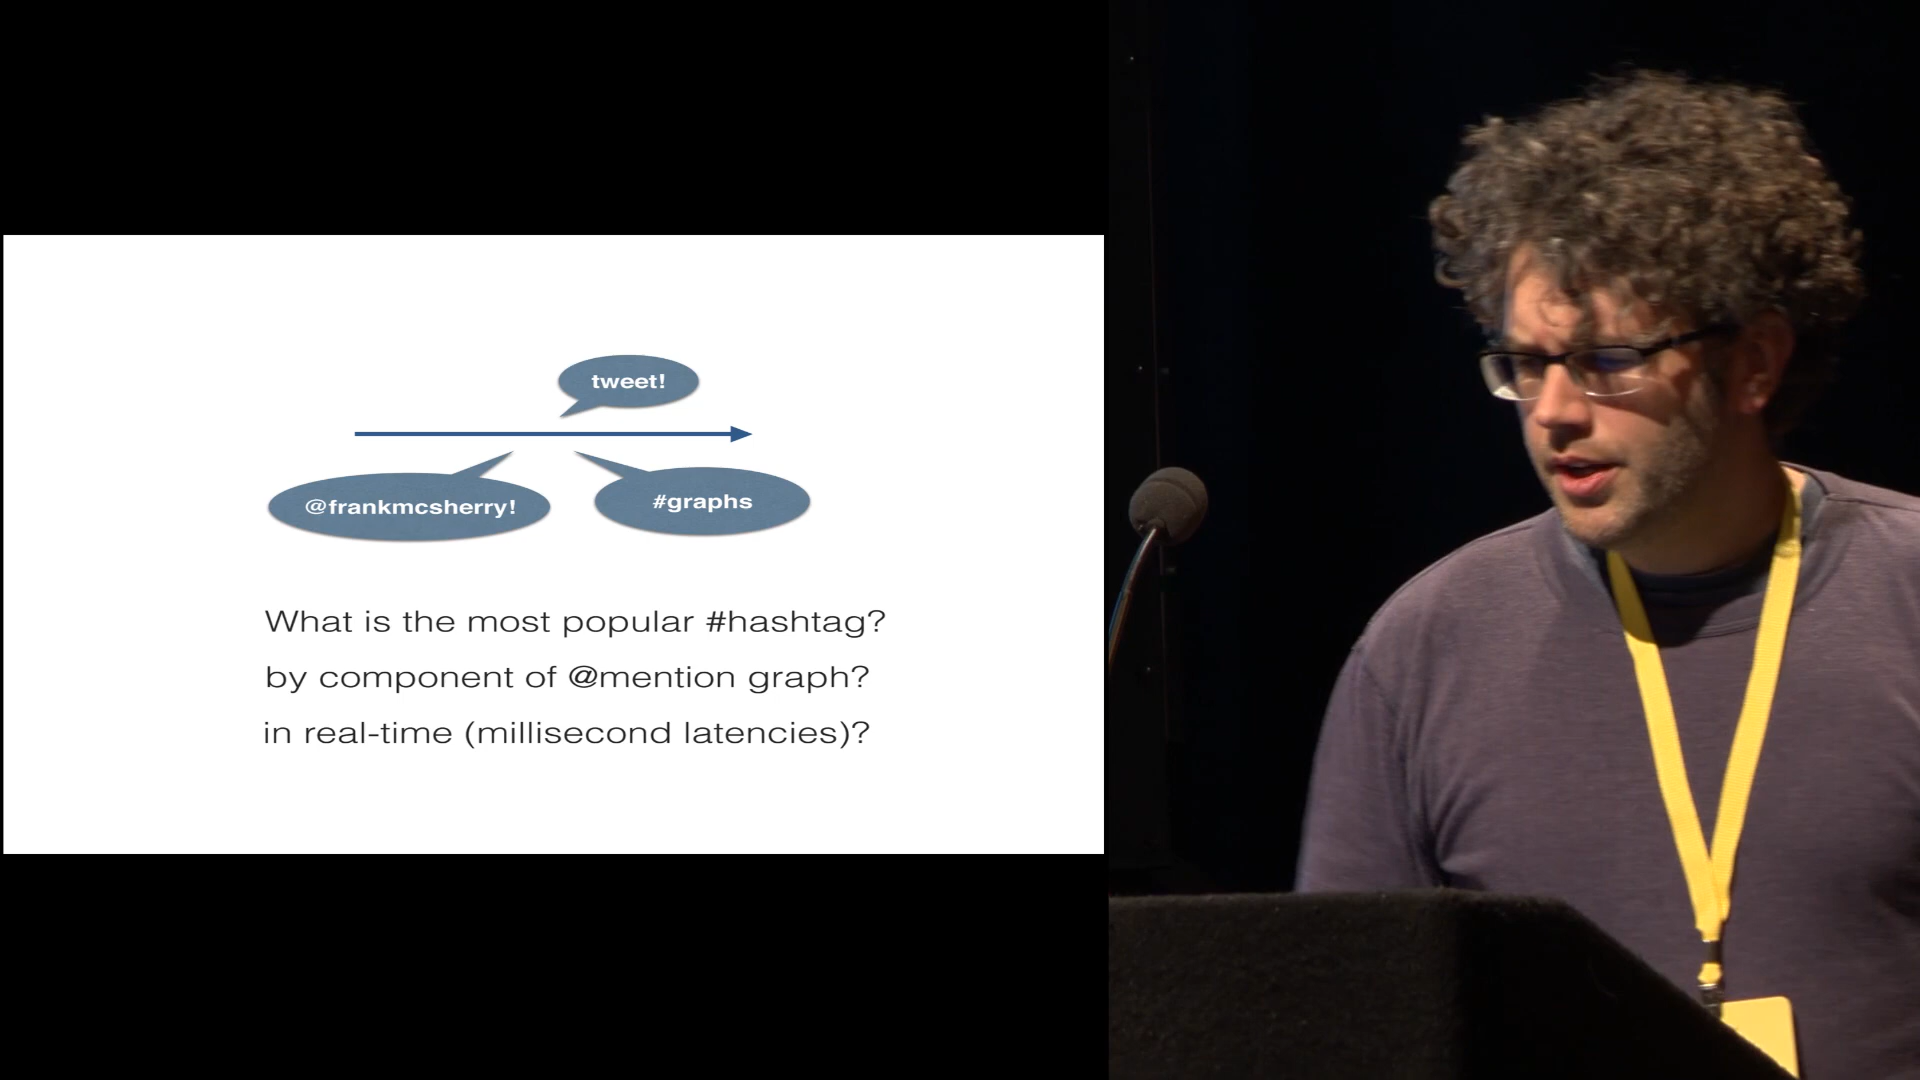 tweet!
@frankmcsherry!
#graphs
What is the most popular #hashtag?
by component of @mention graph?
in real-time (millisecond latencies)?